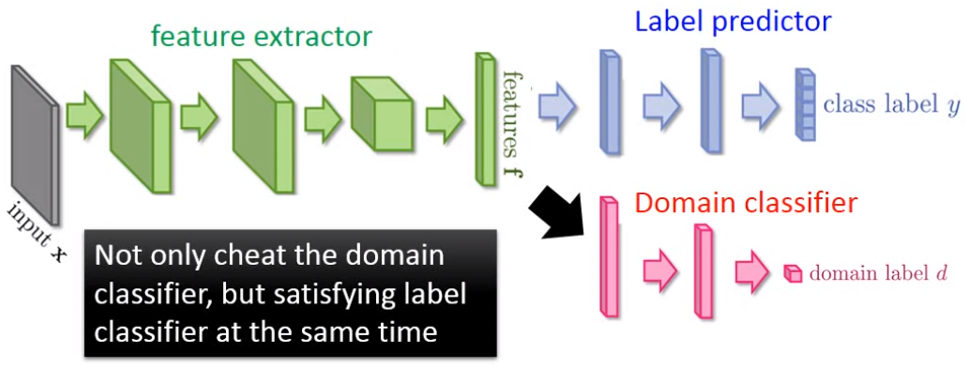 feature extractor
Label predictor
input x
features f
class label y
Domain classifier
domain label d
Not only cheat the domain
classifier, but satisfying label
classifier at the same time